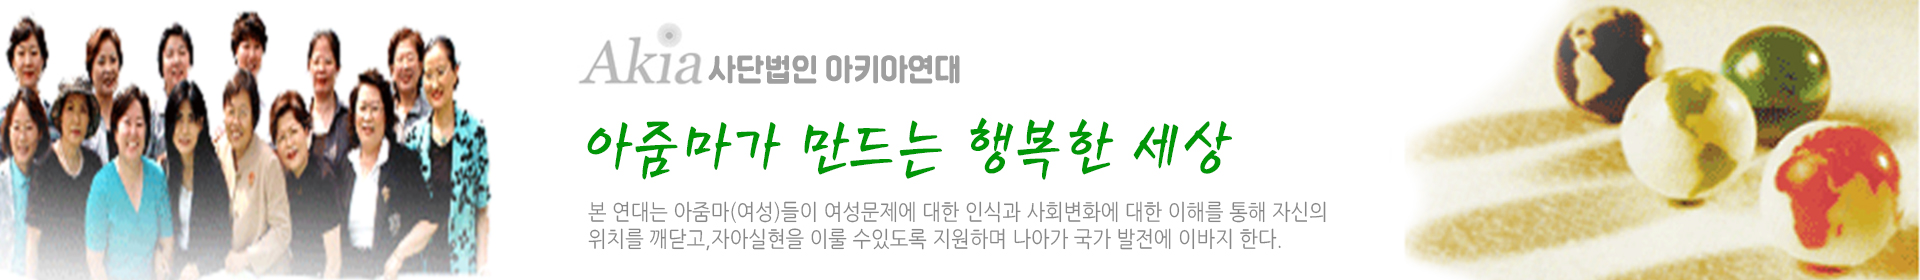 Akia 사단법인 아키아연대
아줌마가 만드는 행복한 세상
본 연대는 아줌마(여성)들이 여성문제에 대한 인식과 사회변화에 대한 이해를 통해 자신의
위치를 깨닫고,자아실현을 이룰 수있도록 지원하며 나아가 국가 발전에 이바지 한다.